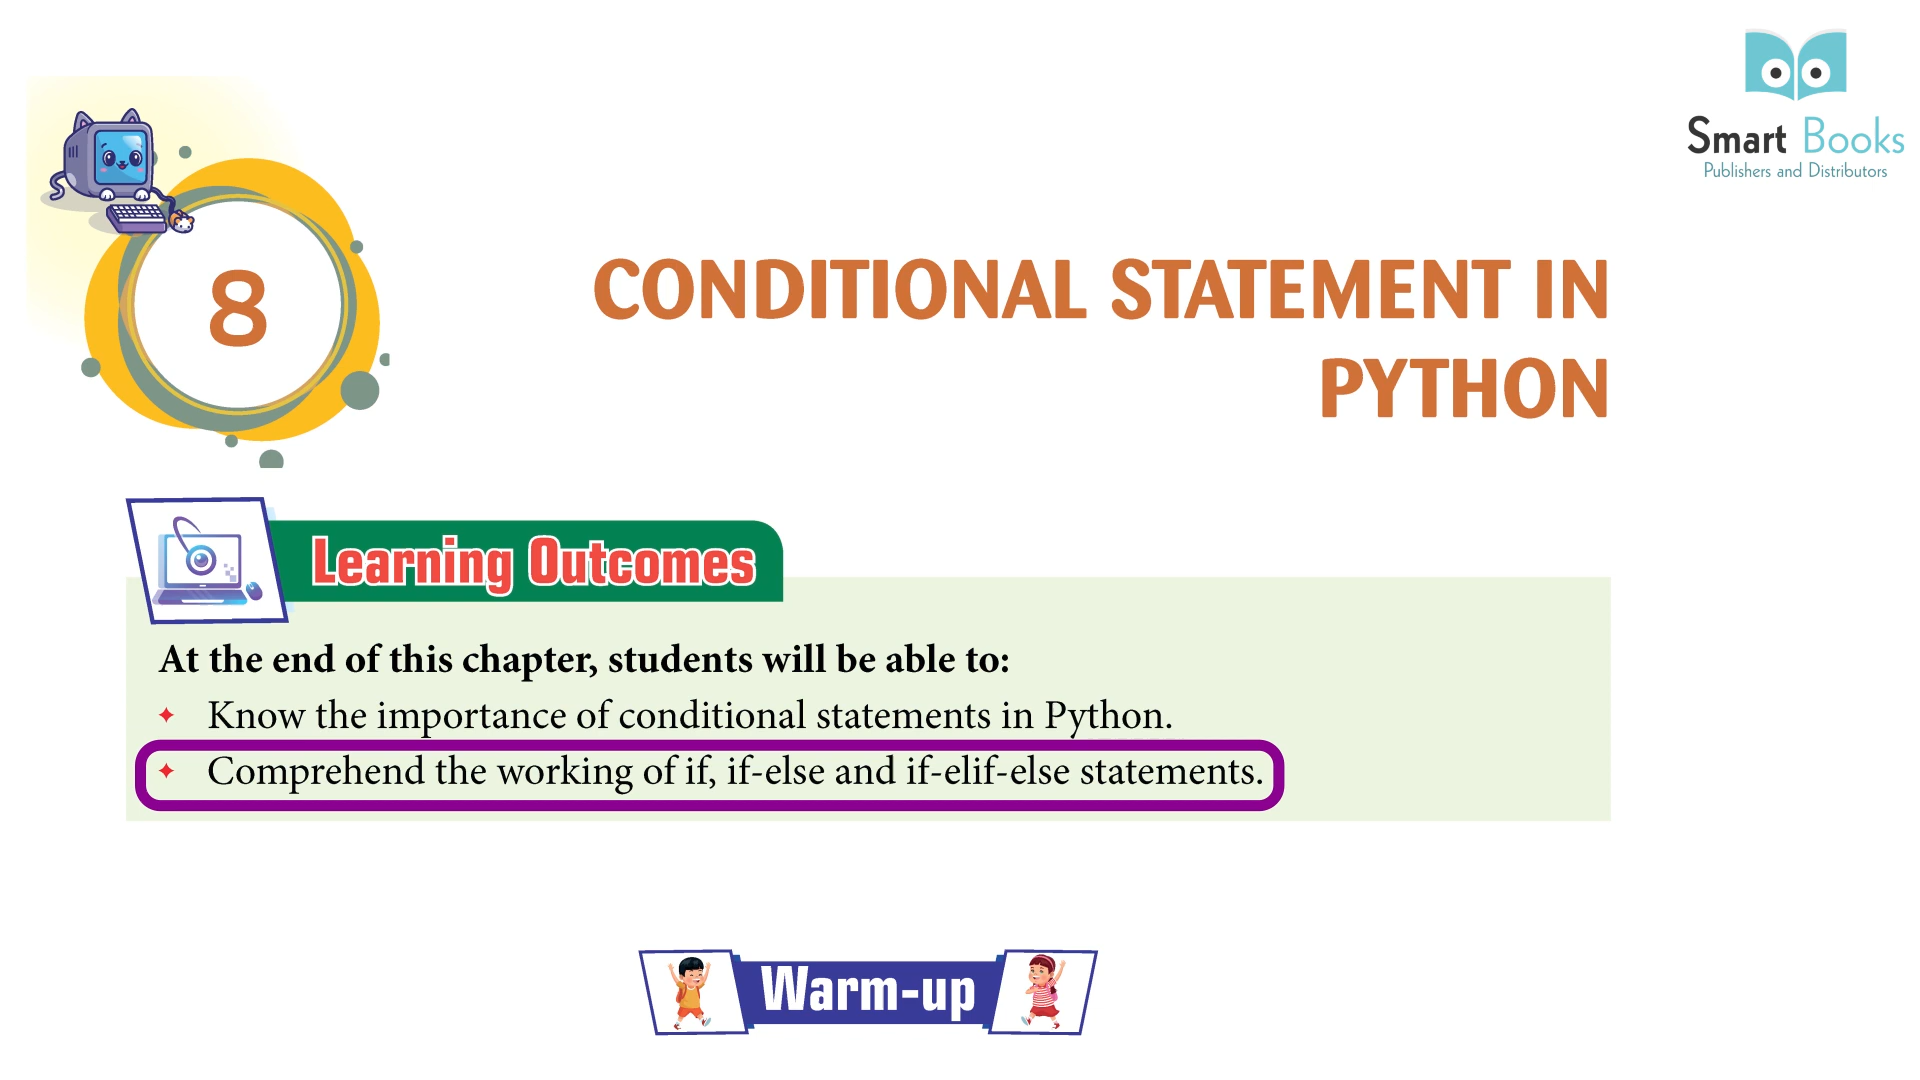 Smart Books
Publishers and Distributors
8
CONDITIONAL STATEMENT IN
PYTHON
Learning Outcomes
At the end of this chapter, students will be able to:
Know the importance of conditional statements in Python.
Comprehend the working of if, if-else and if-elif-else statements.
Warm-up